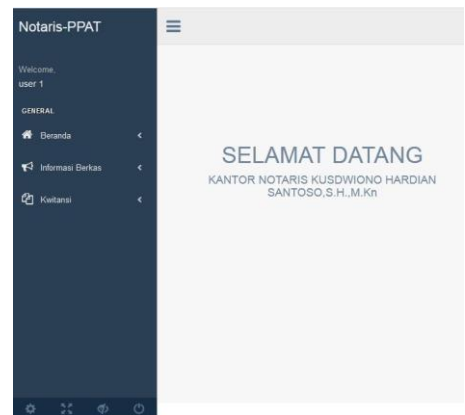 Notaris-PPAT
Welcome,
user 1
GENERAL
Beranda
Informasi Berkas
Kwitansi
SELAMAT DATANG
KANTOR NOTARIS KUSDWIONO HARDIAN
SANTOSO,S.H.,M.Kn